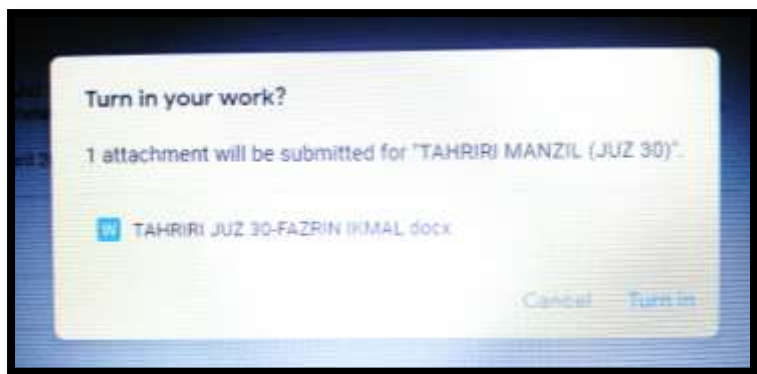 Turn in your work?
1 attachment will be submitted for "TAHRIRI MANZIL (JUZ 30)".
W TAHRIRI JUZ 30-FAZRIN IKMAL docx
Cancel Turn in